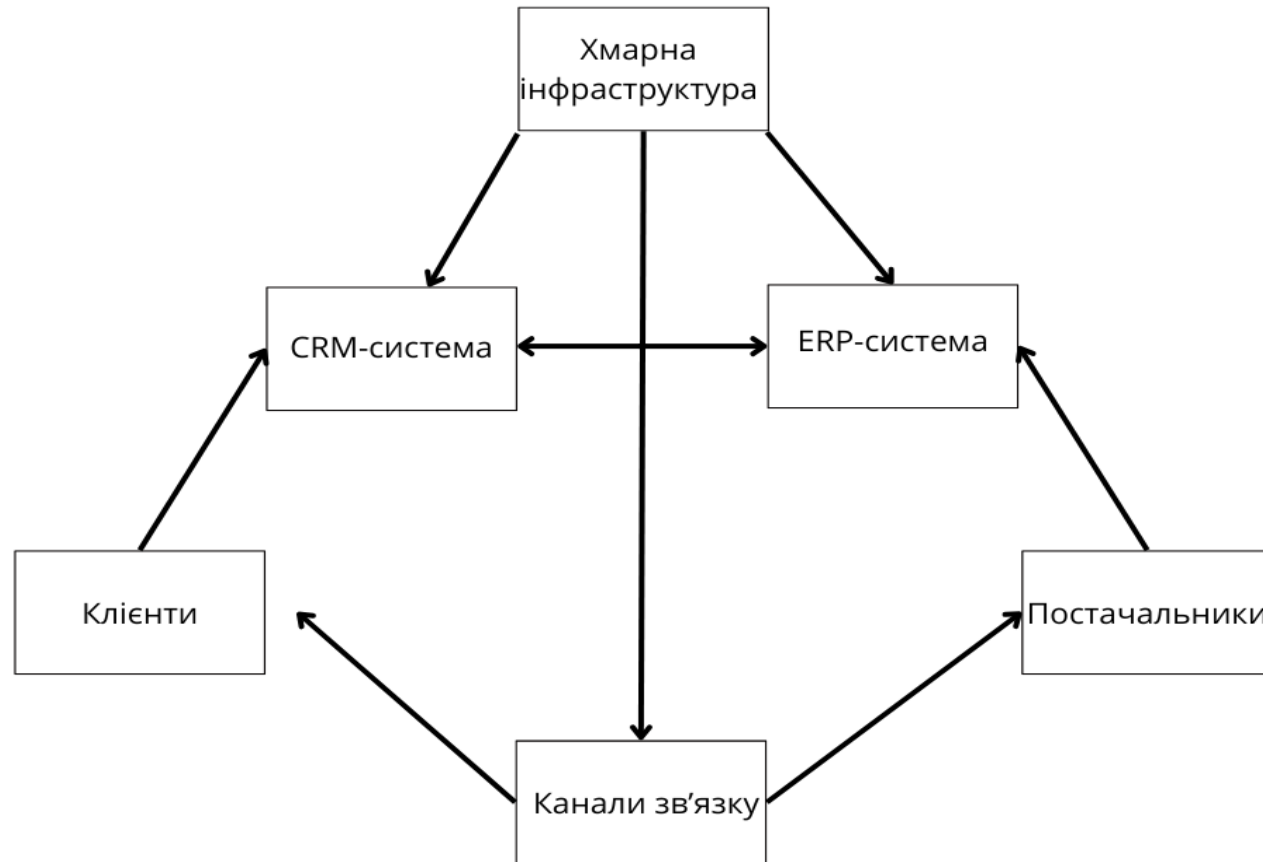 Хмарна
інфраструктура
CRM-система
ERP-система
Клієнти
Постачальники
Канали зв’язку